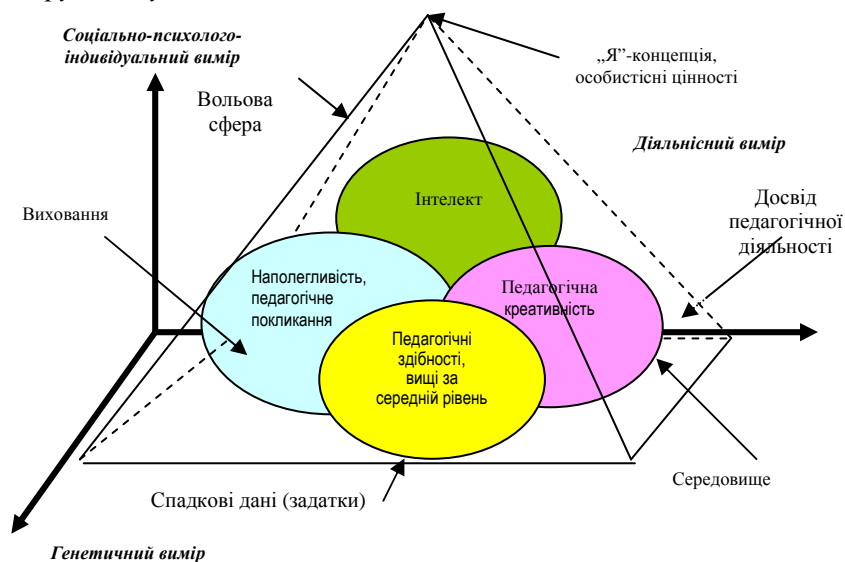 Соціально-психолого-
індивідуальний вимір
„Я”-концепція,
особистісні цінності
Вольова
сфера
Діяльнісний вимір
Інтелект
Досвід
педагогічної
діяльності
Виховання
Наполегливість,
педагогічне
покликання
Педагогічна
креативність
Педагогічні
здібності,
вищі за
середній рівень
Середовище
Спадкові дані (задатки)
Генетичний вимір